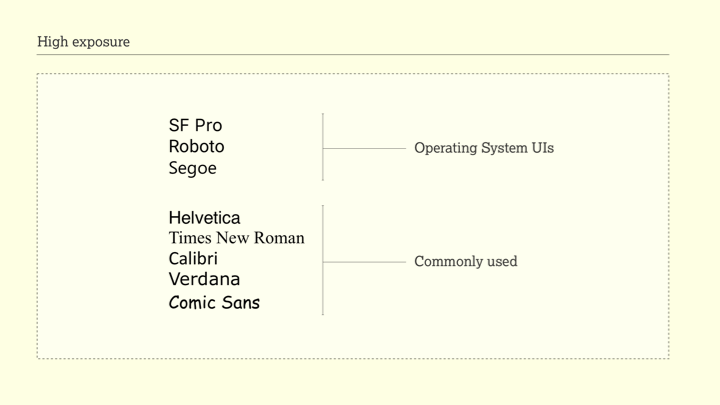 High exposure
SF Pro
Roboto
Segoe
Operating System UIs
Helvetica
Times New Roman
Calibri
Verdana
Comic Sans
Commonly used